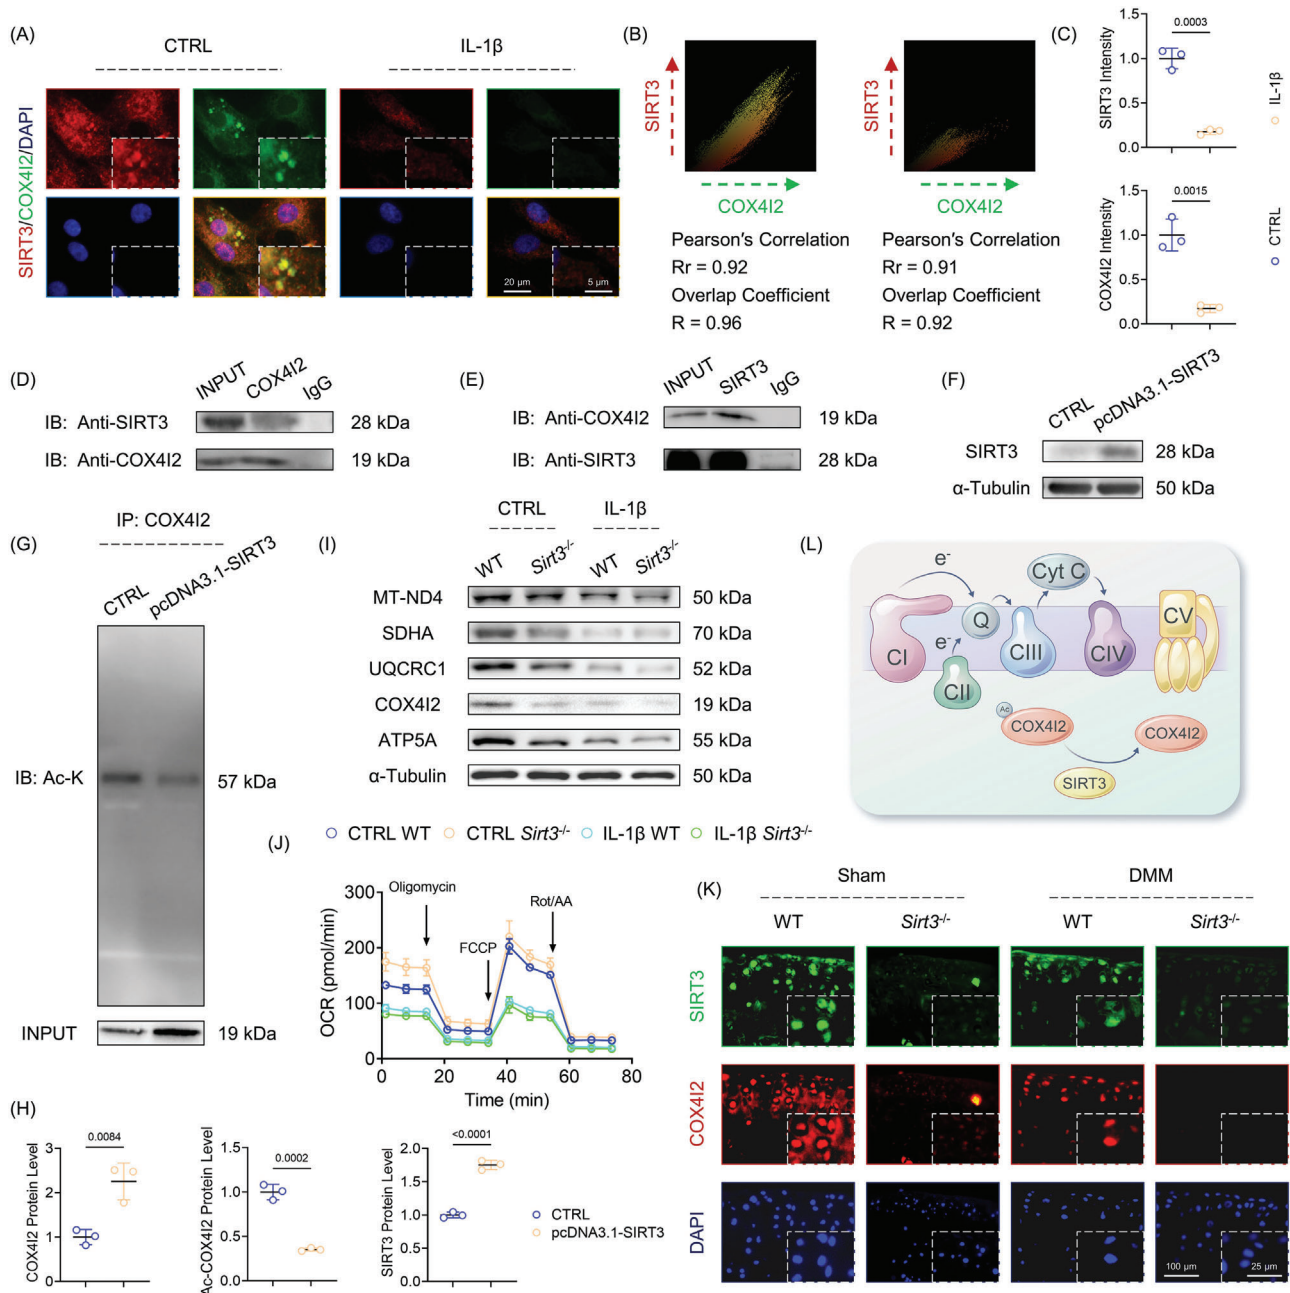 (A)
CTRL
IL-1β
SIRT3/COX4I2/DAPI
20 μm
5 μm
(B)
SIRT3
COX4I2
Pearson's Correlation
Rr = 0.92
Overlap Coefficient
R = 0.96
SIRT3
COX4I2
Pearson's Correlation
Rr = 0.91
Overlap Coefficient
R = 0.92
(C)
SIRT3 Intensity
1.5
1.0
0.5
0.0
0.0003
COX4I2 Intensity
1.5
1.0
0.5
0.0
0.0015
IL-1β
CTRL
(D)
INPUT COX4I2 IgG
IB: Anti-SIRT3 28 kDa
IB: Anti-COX4I2 19 kDa
(E)
INPUT SIRT3 IgG
IB: Anti-COX4I2 19 kDa
IB: Anti-SIRT3 28 kDa
(F)
CTRL pcDNA3.1-SIRT3
SIRT3 28 kDa
α-Tubulin 50 kDa
(G)
IP: COX4I2
CTRL pcDNA3.1-SIRT3
IB: Ac-K 57 kDa
INPUT 19 kDa
(H)
COX4I2 Protein Level
3
2
1
0
0.0084
Ac-COX4I2 Protein Level
1.5
1.0
0.5
0.0
0.0002
SIRT3 Protein Level
2.0
1.5
1.0
0.5
0.0
<0.0001
CTRL
pcDNA3.1-SIRT3
(I)
CTRL IL-1β
WT Sirt3-/- WT Sirt3-/-
MT-ND4 50 kDa
SDHA 70 kDa
UQCRC1 52 kDa
COX4I2 19 kDa
ATP5A 55 kDa
α-Tubulin 50 kDa
(J)
CTRL WT CTRL Sirt3-/- IL-1β WT IL-1β Sirt3-/-
OCR (pmol/min)
300
200
100
0
Oligomycin
FCCP
Rot/AA
0 20 40 60 80
Time (min)
(L)
e-
Cyt C
Q
CI
e-
CII
CIII
CIV
CV
Ac
COX4I2
COX4I2
SIRT3
(K)
Sham DMM
WT Sirt3-/- WT Sirt3-/-
SIRT3
COX4I2
DAPI
100 μm
25 μm